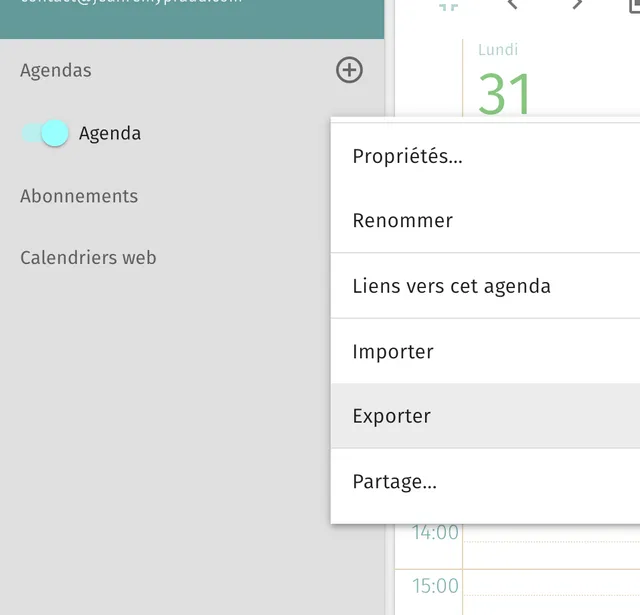 Agendas
Agenda
Abonnements
Calendriers web
Lundi
31
Propriétés...
Renommer
Liens vers cet agenda
Importer
Exporter
Partage...
14:00
15:00